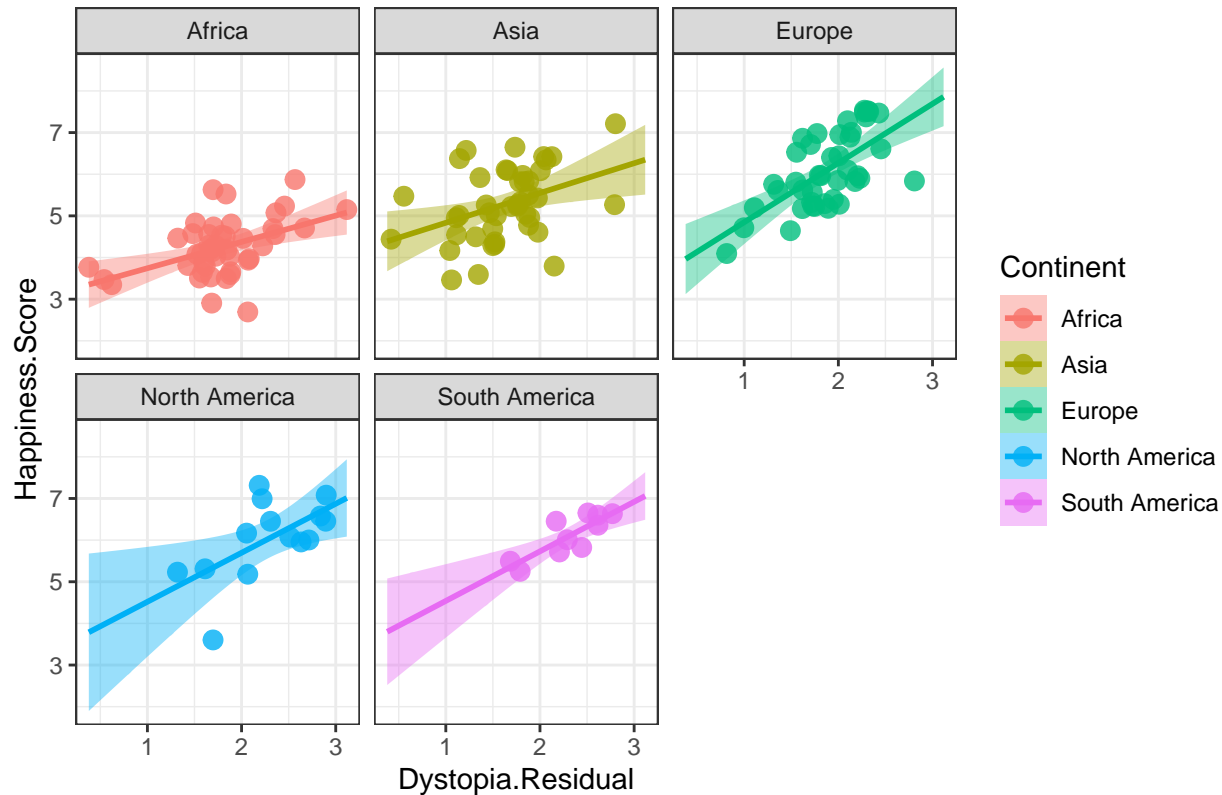 Africa
Asia
Europe
7
5
3
1
2
3
North America
South America
7
5
3
1
2
3
1
2
3
Happiness.Score
Dystopia.Residual
Continent
Africa
Asia
Europe
North America
South America